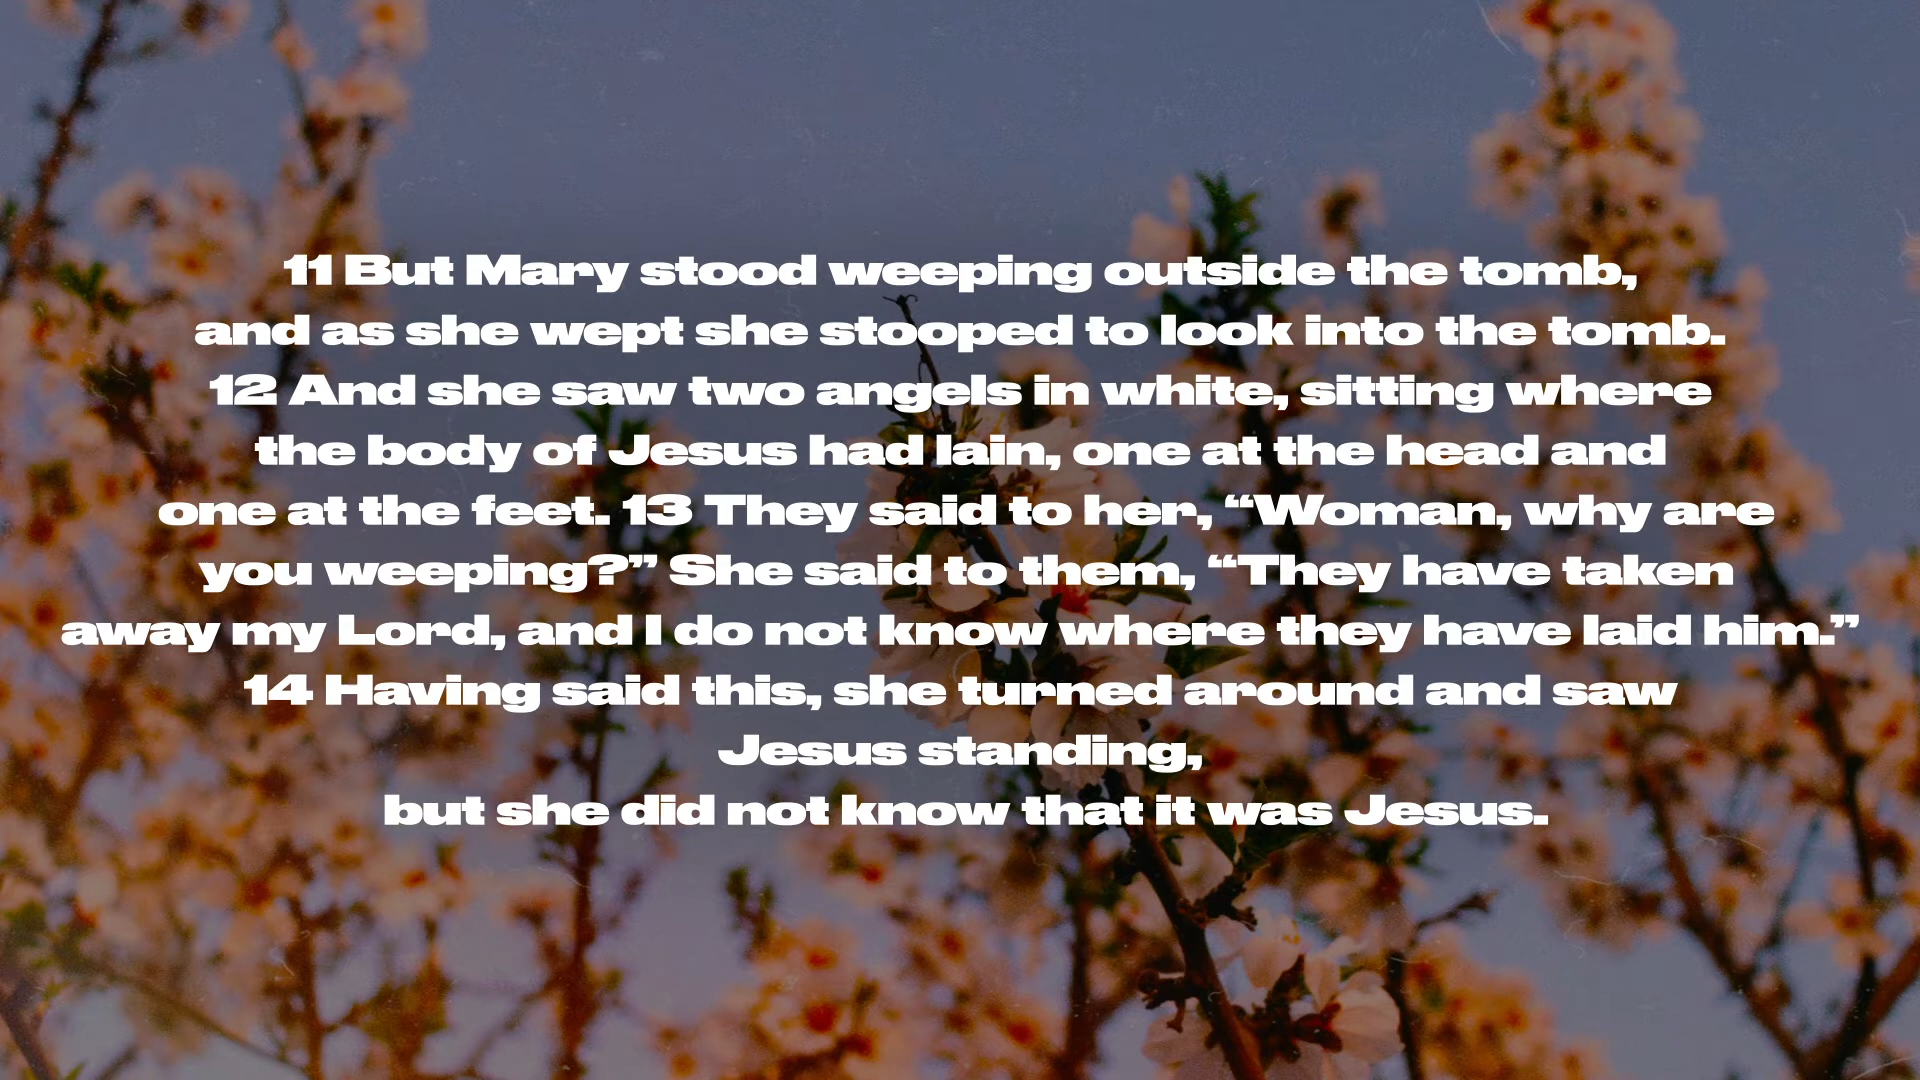 11 But Mary stood weeping outside the tomb,
and as she wept she stooped to look into the tomb.
12 And she saw two angels in white, sitting where
the body of Jesus had lain, one at the head and
one at the feet. 13 They said to her, “Woman, why are
you weeping?” She said to them, “They have taken
away my Lord, and I do not know where they have laid him.”
14 Having said this, she turned around and saw
Jesus standing,
but she did not know that it was Jesus.